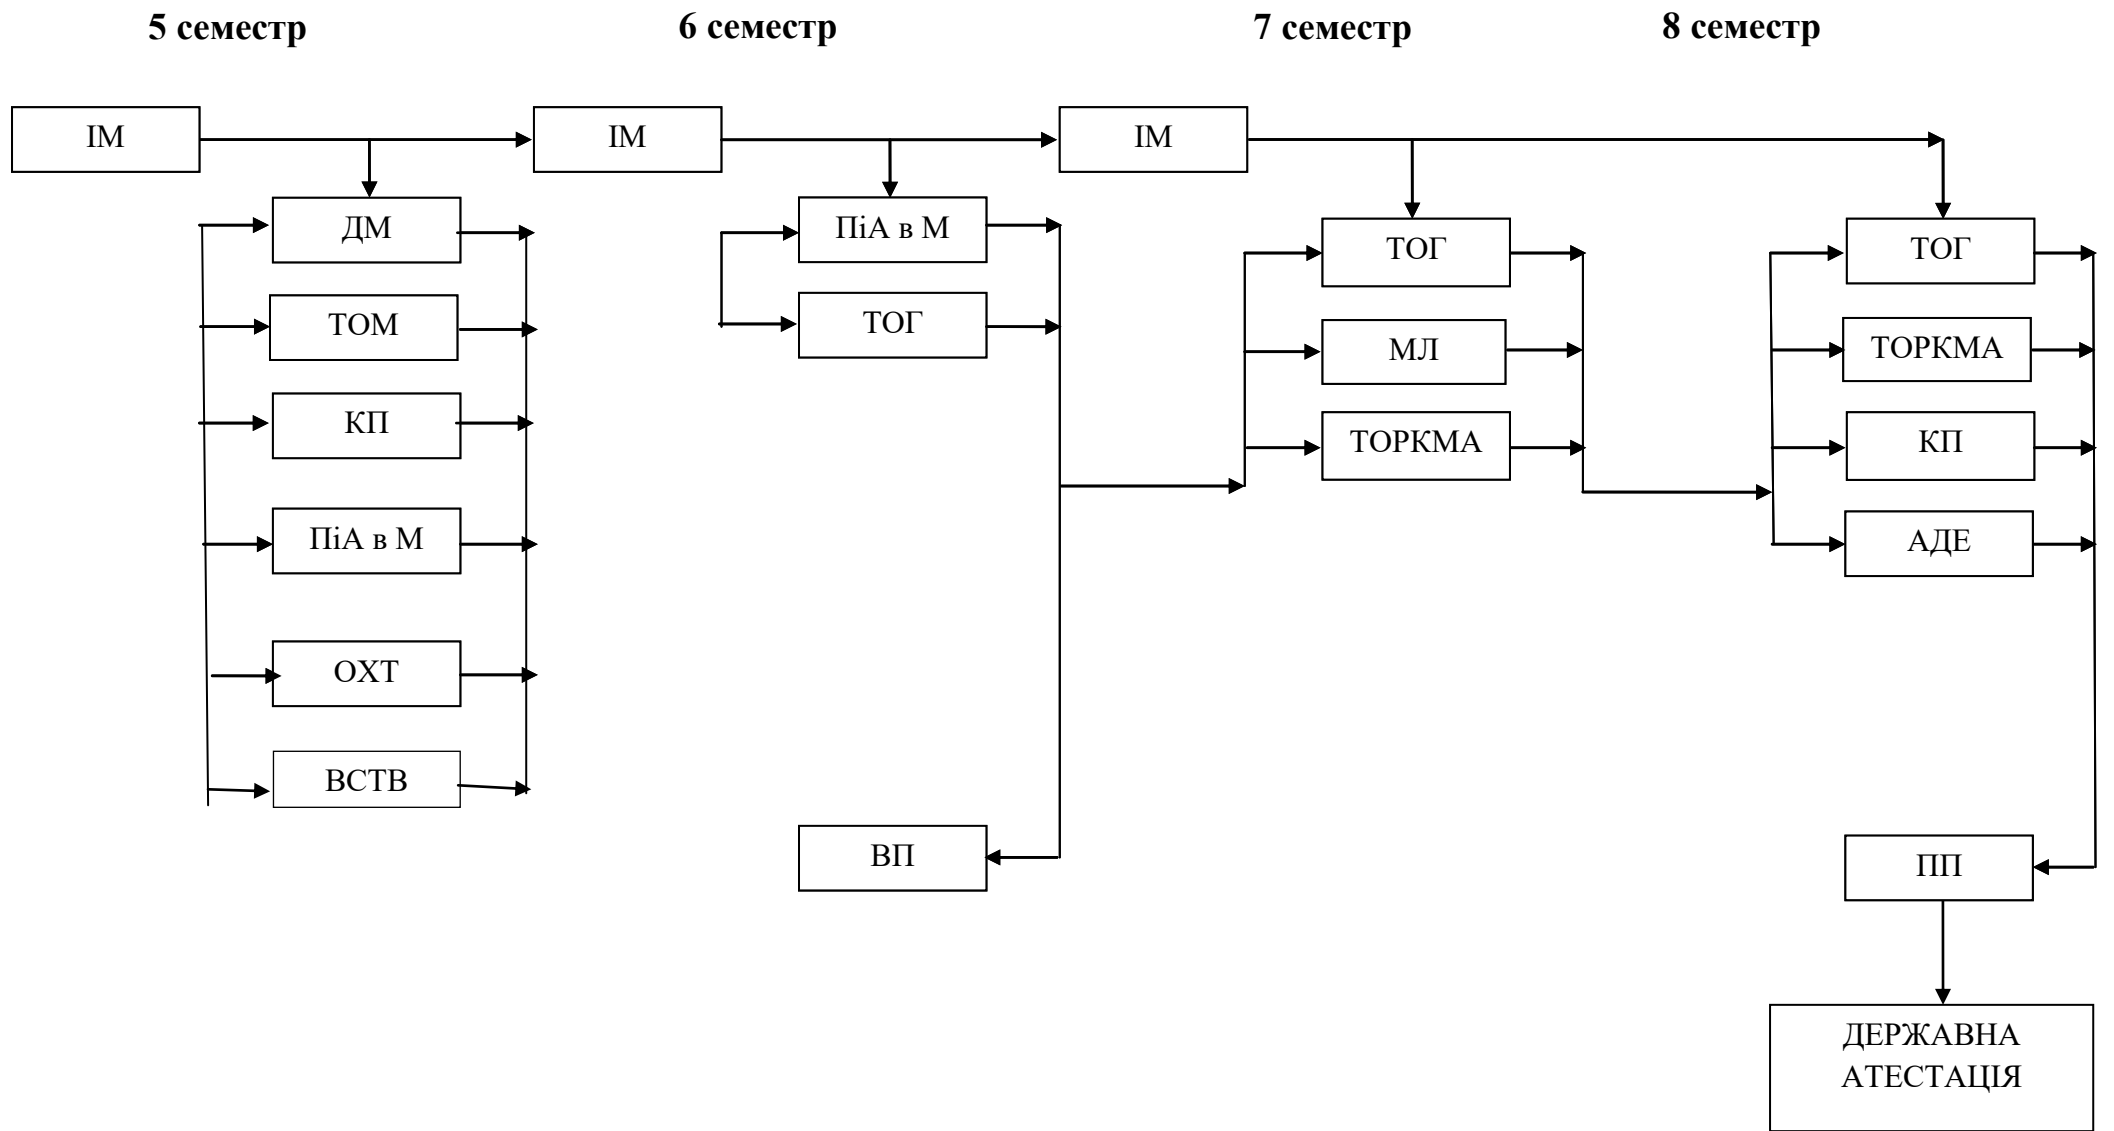 5 семестр
6 семестр
7 семестр
8 семестр
ІМ
ІМ
ІМ
ДМ
ТОМ
КП
ПіА в М
ОХТ
ВСТВ
ПіА в М
ТОГ
ВП
ТОГ
МЛ
ТОРКМА
ТОГ
ТОРКМА
КП
АДЕ
ПП
ДЕРЖАВНА
АТЕСТАЦІЯ